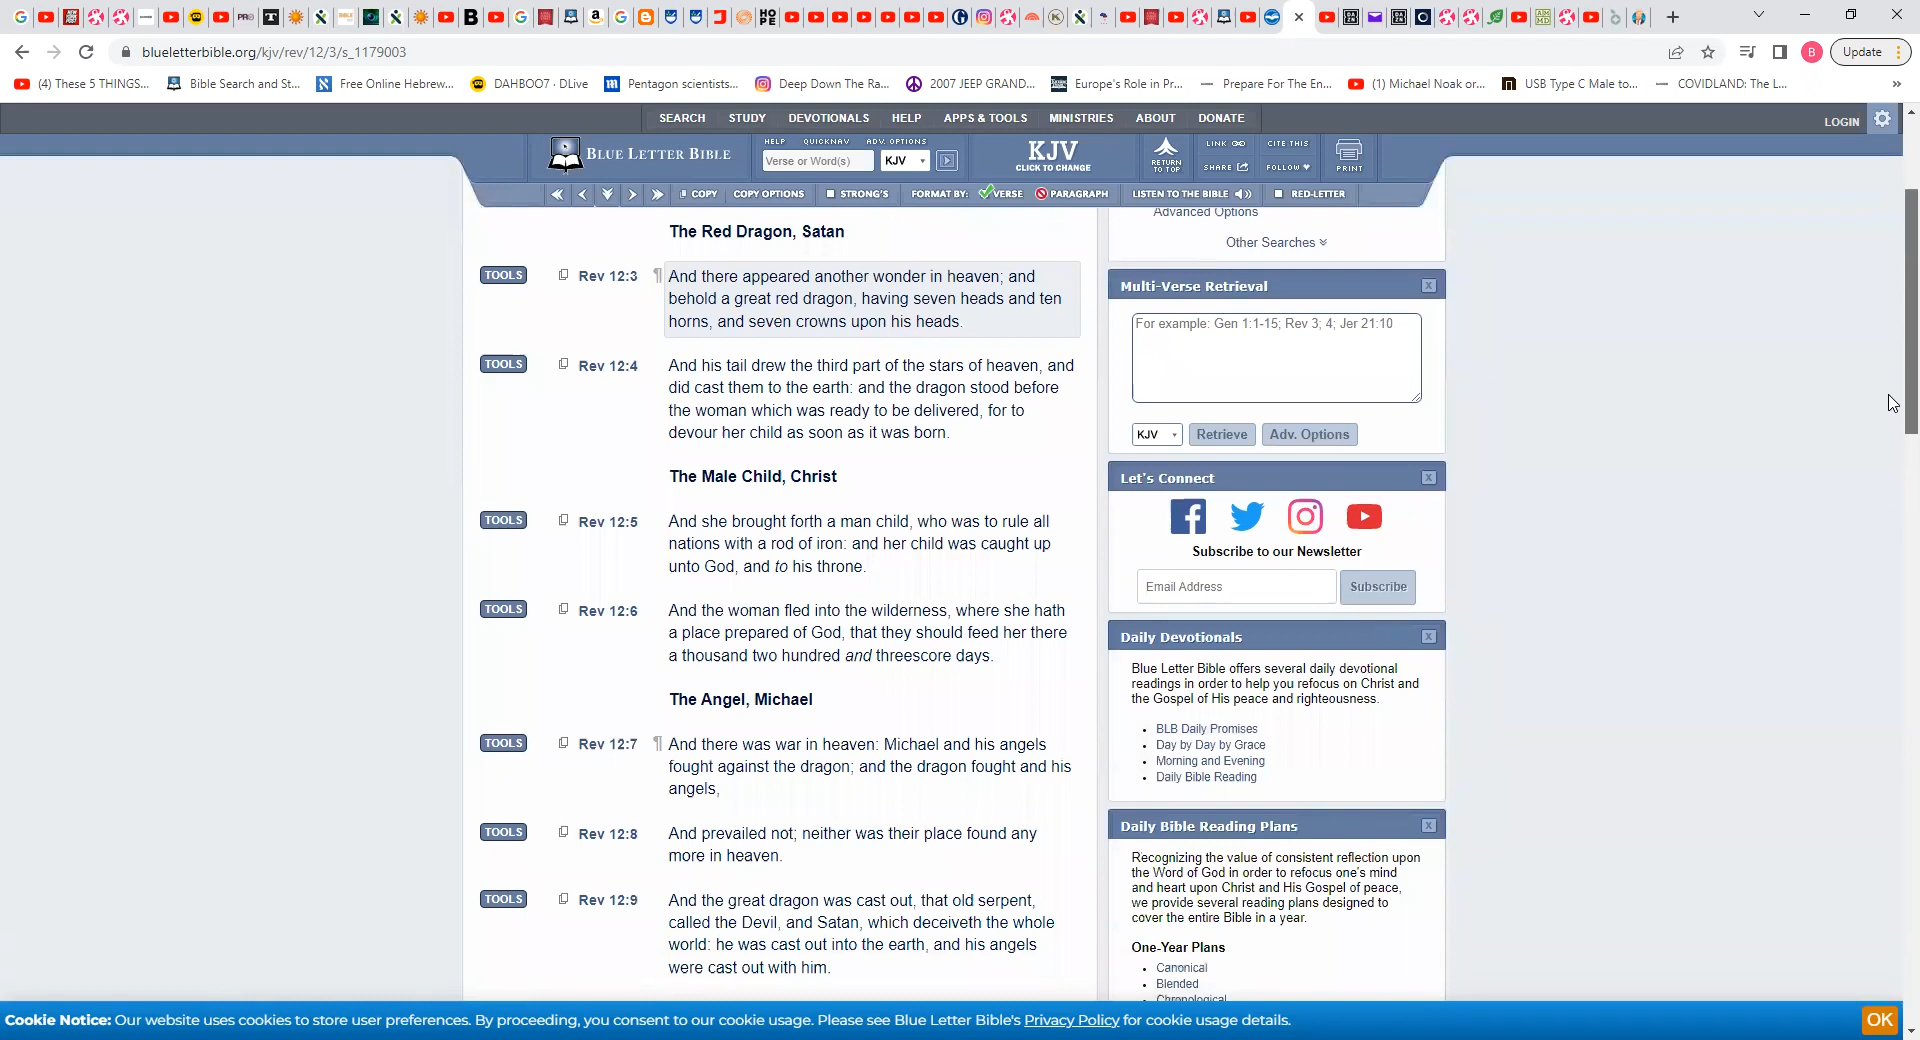 blueletterbible.org/kjv/rev/12/3/s_1179003
B
Update
(4) These 5 THINGS...
Bible Search and St...
Free Online Hebrew...
DAHBOO7 · DLive
Pentagon scientists...
Deep Down The Ra...
2007 JEEP GRAND...
Europe's Role in Pr...
Prepare For The En...
(1) Michael Noak or...
USB Type C Male to...
COVIDLAND: The L...
SEARCH STUDY DEVOTIONALS HELP APPS & TOOLS MINISTRIES ABOUT DONATE
LOGIN
BLUE LETTER BIBLE
HELP QUICKNAV ADV. OPTIONS
Verse or Word(s)
KJV
KJV
CLICK TO CHANGE
RETURN
TO TOP
LINK
SHARE
CITE THIS
FOLLOW
PRINT
COPY COPY OPTIONS STRONG'S FORMAT BY: VERSE PARAGRAPH LISTEN TO THE BIBLE RED-LETTER
The Red Dragon, Satan
TOOLS Rev 12:3 ¶ And there appeared another wonder in heaven; and
behold a great red dragon, having seven heads and ten
horns, and seven crowns upon his heads.
TOOLS Rev 12:4 And his tail drew the third part of the stars of heaven, and
did cast them to the earth: and the dragon stood before
the woman which was ready to be delivered, for to
devour her child as soon as it was born.
The Male Child, Christ
TOOLS Rev 12:5 And she brought forth a man child, who was to rule all
nations with a rod of iron: and her child was caught up
unto God, and to his throne.
TOOLS Rev 12:6 And the woman fled into the wilderness, where she hath
a place prepared of God, that they should feed her there
a thousand two hundred and threescore days.
The Angel, Michael
TOOLS Rev 12:7 ¶ And there was war in heaven: Michael and his angels
fought against the dragon; and the dragon fought and his
angels,
TOOLS Rev 12:8 And prevailed not; neither was their place found any
more in heaven.
TOOLS Rev 12:9 And the great dragon was cast out, that old serpent,
called the Devil, and Satan, which deceiveth the whole
world: he was cast out into the earth, and his angels
were cast out with him.
Advanced Options
Other Searches
Multi-Verse Retrieval
For example: Gen 1:1-15; Rev 3; 4; Jer 21:10
KJV Retrieve Adv. Options
Let's Connect
Subscribe to our Newsletter
Email Address Subscribe
Daily Devotionals
Blue Letter Bible offers several daily devotional
readings in order to help you refocus on Christ and
the Gospel of His peace and righteousness.
BLB Daily Promises
Day by Day by Grace
Morning and Evening
Daily Bible Reading
Daily Bible Reading Plans
Recognizing the value of consistent reflection upon
the Word of God in order to refocus one's mind
and heart upon Christ and His Gospel of peace,
we provide several reading plans designed to
cover the entire Bible in a year.
One-Year Plans
Canonical
Blended
Chronological
Cookie Notice: Our website uses cookies to store user preferences. By proceeding, you consent to our cookie usage. Please see Blue Letter Bible's Privacy Policy for cookie usage details.
OK